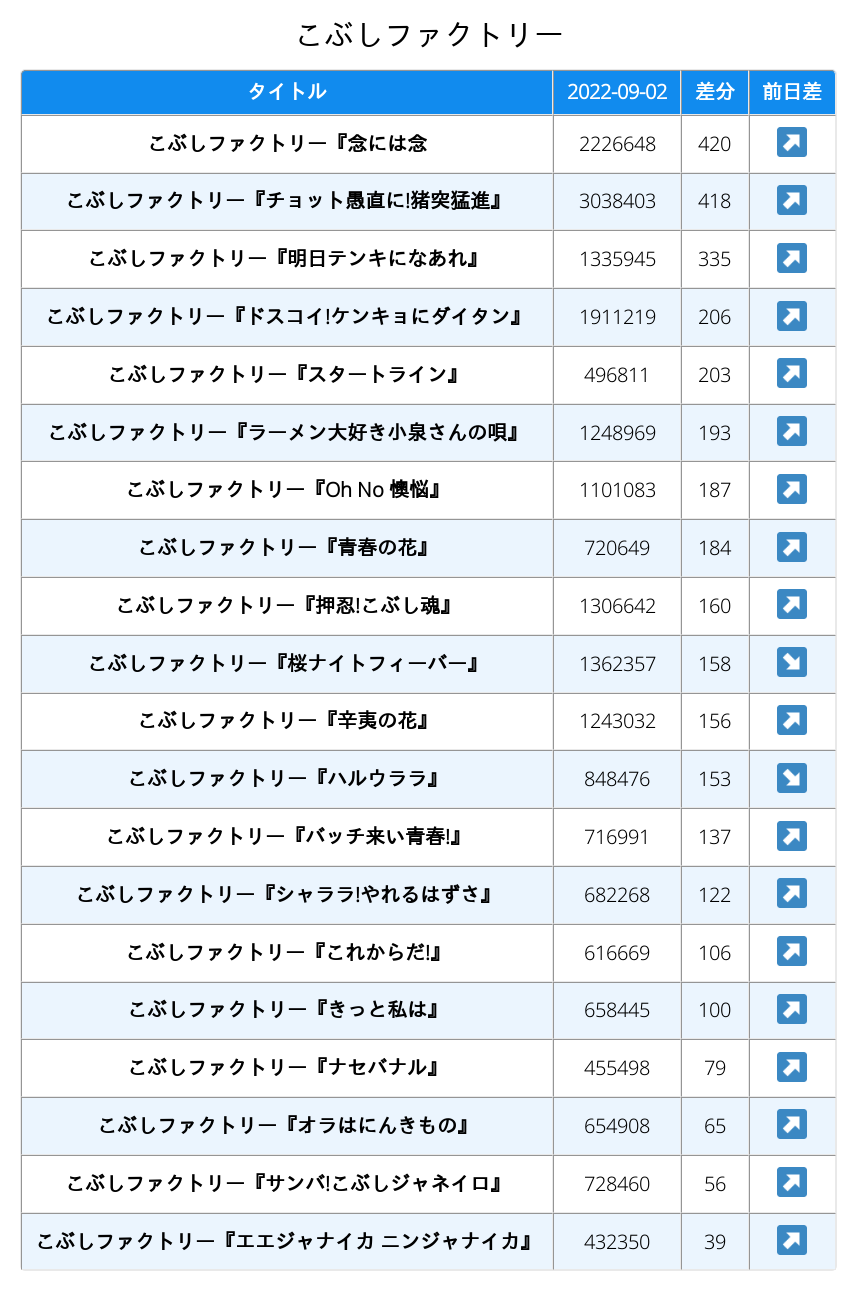 こぶしファクトリー
タイトル 2022-09-02 差分 前日差
こぶしファクトリー『念には念 2226648 420
こぶしファクトリー『チョット愚直に!猪突猛進』 3038403 418
こぶしファクトリー『明日テンキになあれ』 1335945 335
こぶしファクトリー『ドスコイ!ケンキョにダイタン』 1911219 206
こぶしファクトリー『スタートライン』 496811 203
こぶしファクトリー『ラーメン大好き小泉さんの唄』 1248969 193
こぶしファクトリー『Oh No 懊悩』 1101083 187
こぶしファクトリー『青春の花』 720649 184
こぶしファクトリー『押忍!こぶし魂』 1306642 160
こぶしファクトリー『桜ナイトフィーバー』 1362357 158
こぶしファクトリー『辛夷の花』 1243032 156
こぶしファクトリー『ハルウララ』 848476 153
こぶしファクトリー『バッチ来い青春!』 716991 137
こぶしファクトリー『シャララ!やれるはずさ』 682268 122
こぶしファクトリー『これからだ!』 616669 106
こぶしファクトリー『きっと私は』 658445 100
こぶしファクトリー『ナセバナル』 455498 79
こぶしファクトリー『オラはにんきもの』 654908 65
こぶしファクトリー『サンバ!こぶしジャネイロ』 728460 56
こぶしファクトリー『エエジャナイカ ニンジャナイカ』 432350 39